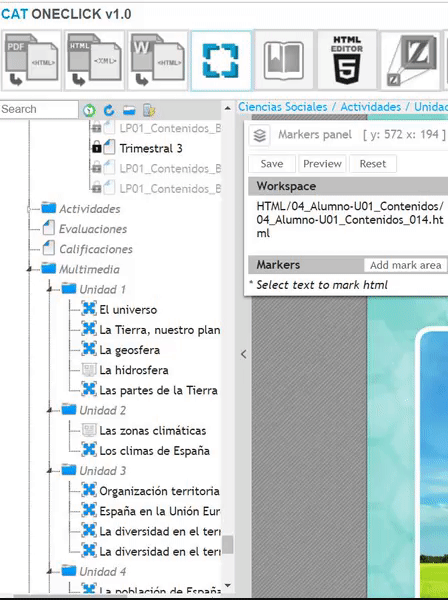 CAT ONECLICK v1.0
PDF <HTML> HTML <XML> W <HTML> HTML EDITOR 5 Z
Search
Ciencias Sociales / Actividades / Unidad
LP01_Contenidos_B
Markers panel [ y: 572 x: 194 ]
Trimestral 3
LP01_Contenidos_B
Save Preview Reset
Workspace
HTML/04_Alumno-U01_Contenidos/
04_Alumno-U01_Contenidos_014.ht
ml
Markers Add mark area
* Select text to mark html
Actividades
Evaluaciones
Calificaciones
Multimedia
Unidad 1
El universo
La Tierra, nuestro plan
La geosfera
La hidrosfera
Las partes de la Tierra
Unidad 2
Las zonas climáticas
Los climas de España
Unidad 3
Organización territoria
España en la Unión Eur
La diversidad en el terr
La diversidad en el terr
Unidad 4
La población de España